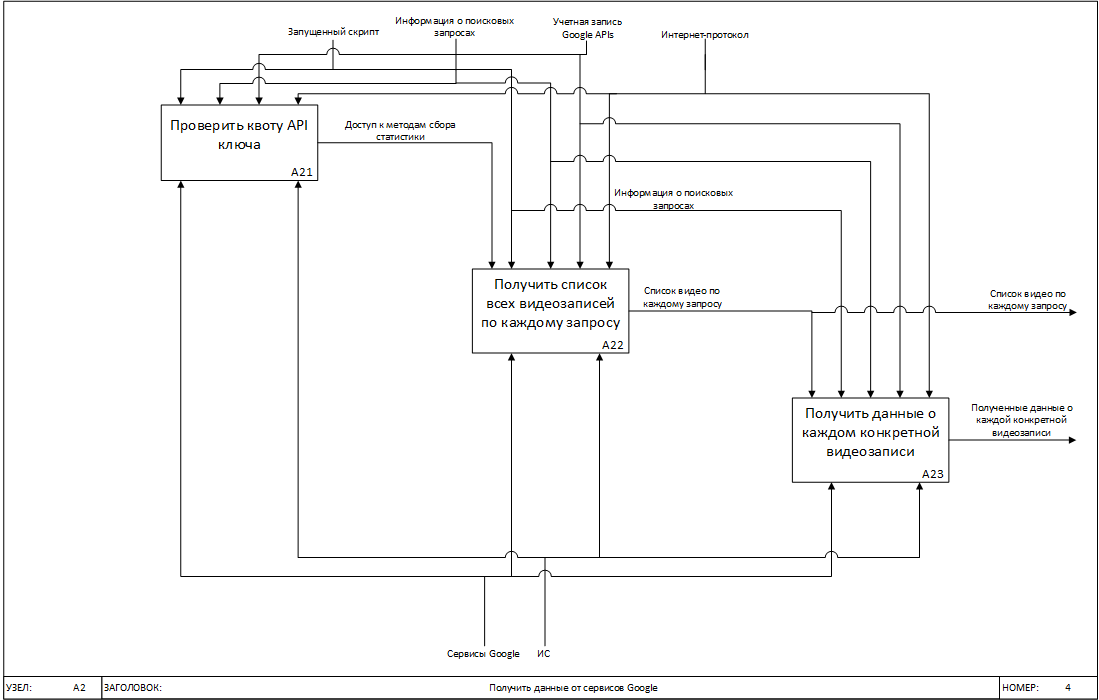 Запущенный скрипт
Информация о поисковых
запросах
Учетная запись
Google APIs
Интернет-протокол
Проверить квоту API
ключа
A21
Доступ к методам сбора
статистики
Информация о поисковых
запросах
Получить список
всех видеозаписей
по каждому запросу
A22
Список видео по
каждому запросу
Список видео по
каждому запросу
Получить данные о
каждом конкретной
видеозаписи
A23
Полученные данные о
каждой конкретной
видеозаписи
Сервисы Google
ИС
УЗЕЛ:
A2
ЗАГОЛОВОК:
Получить данные от сервисов Google
НОМЕР:
4